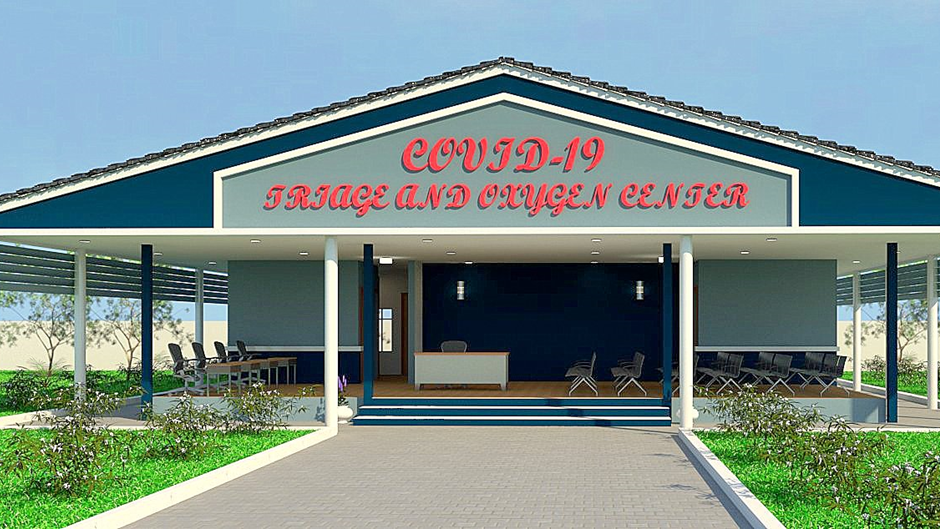 COVID-19
TRIAGE AND OXYGEN CENTER